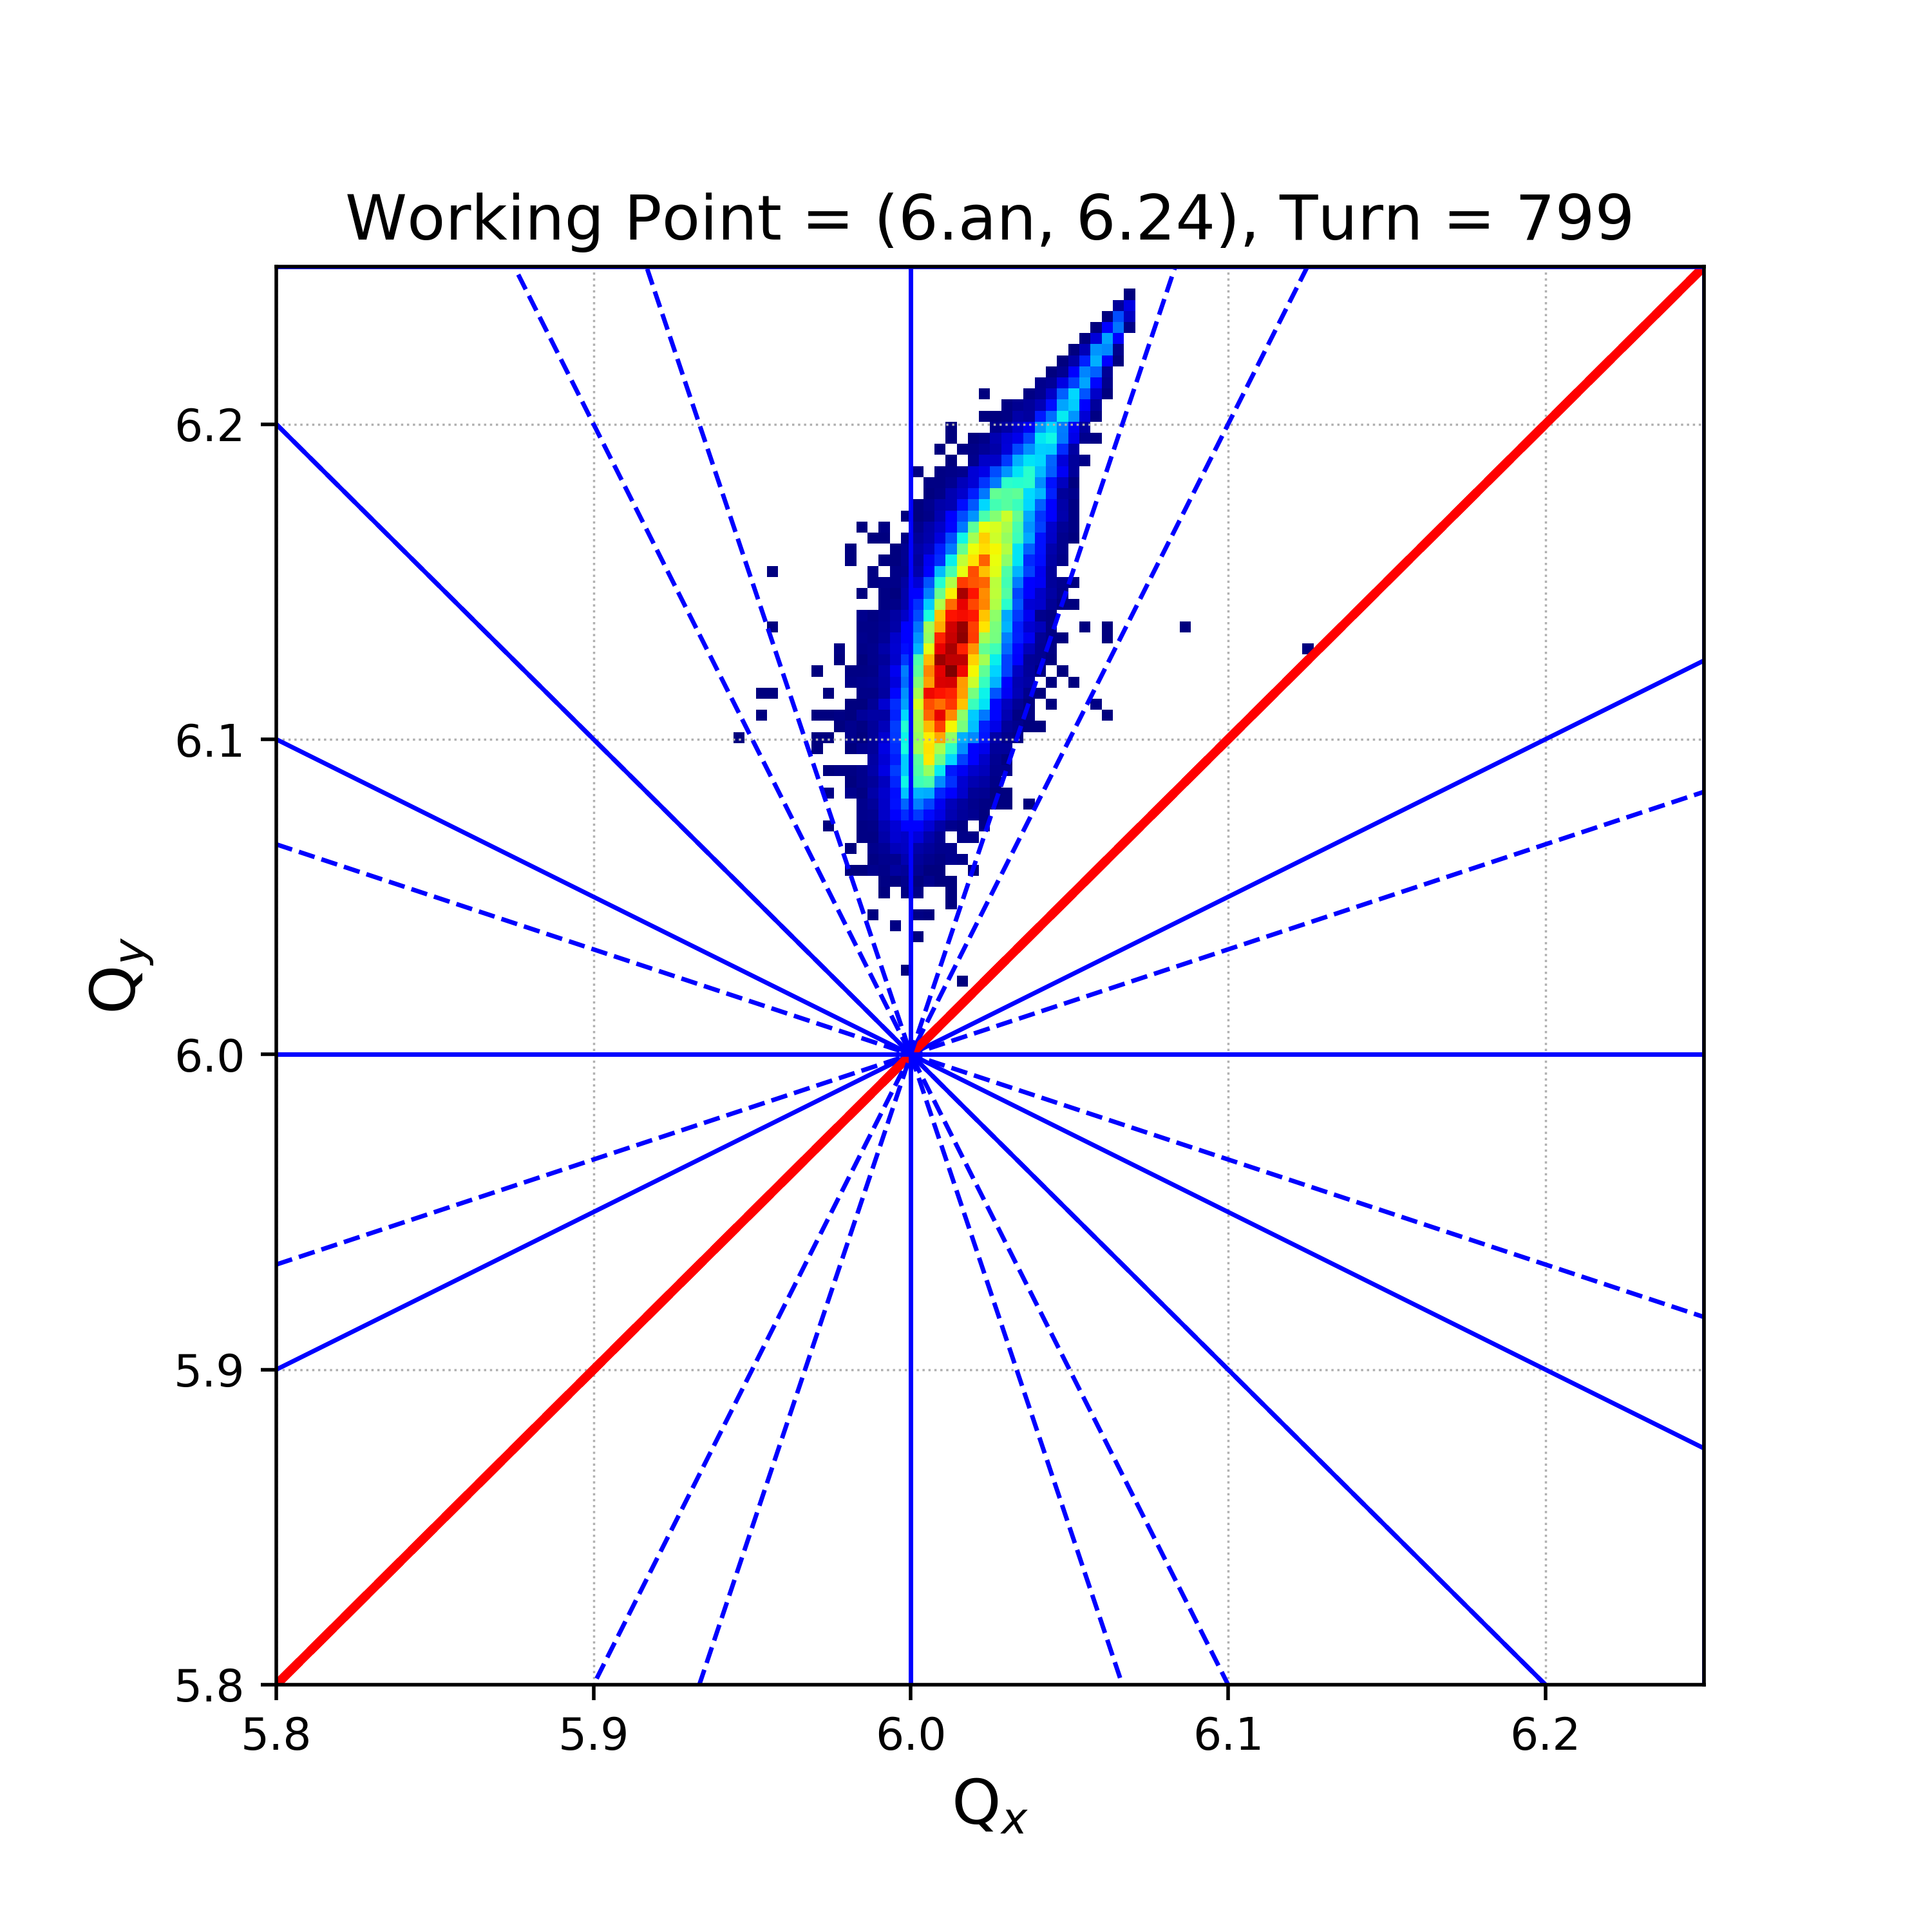 Working Point = (6.an, 6.24), Turn = 799
6.2
6.1
6.0
5.9
5.8
Qy
5.8 5.9 6.0 6.1 6.2
Qx